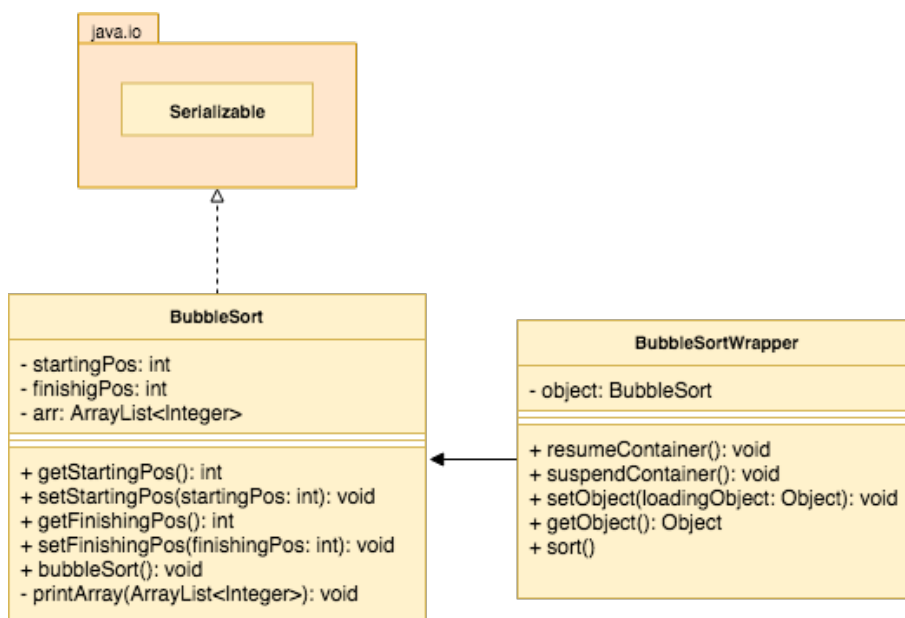 java.io
Serializable
BubbleSort
- startingPos: int
- finishigPos: int
- arr: ArrayList<Integer>
+ getStartingPos(): int
+ setStartingPos(startingPos: int): void
+ getFinishingPos(): int
+ setFinishingPos(finishingPos: int): void
+ bubbleSort(): void
- printArray(ArrayList<Integer>): void
BubbleSortWrapper
- object: BubbleSort
+ resumeContainer(): void
+ suspendContainer(): void
+ setObject(loadingObject: Object): void
+ getObject(): Object
+ sort()